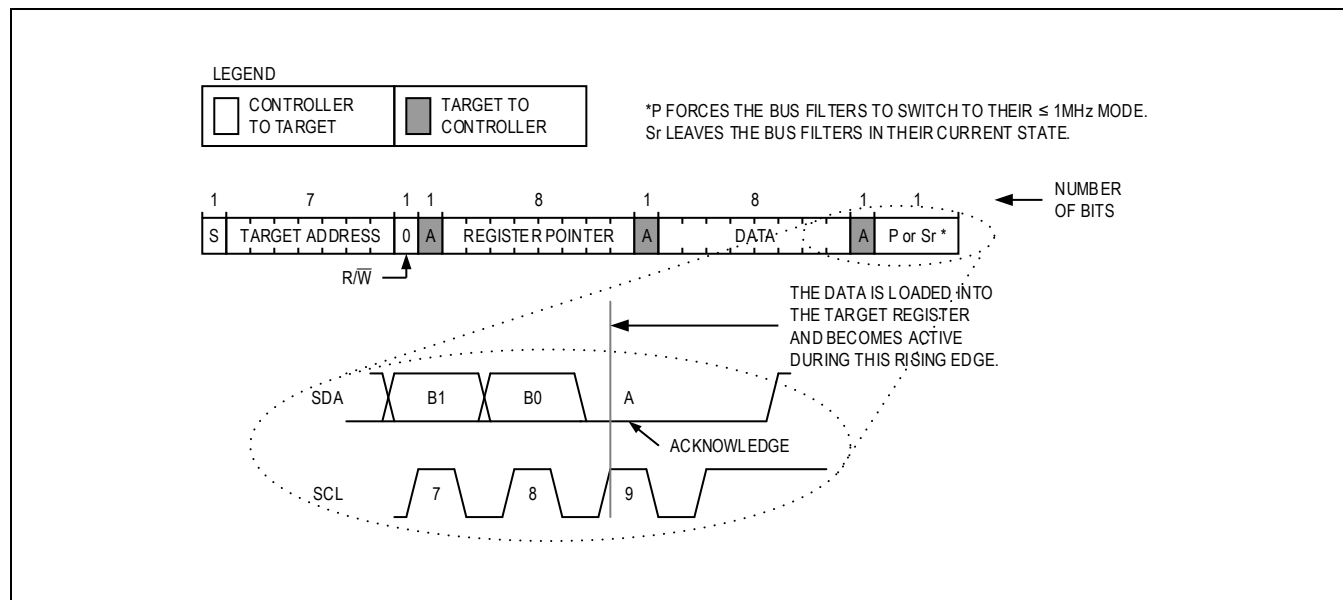 LEGEND
CONTROLLER
TO TARGET
TARGET TO
CONTROLLER
*P FORCES THE BUS FILTERS TO SWITCH TO THEIR ≤ 1MHz MODE.
Sr LEAVES THE BUS FILTERS IN THEIR CURRENT STATE.
1 7 1 1 8 1 8 1 1
NUMBER
OF BITS
S TARGET ADDRESS 0 A REGISTER POINTER A DATA A P or Sr *
R/W̅
THE DATA IS LOADED INTO
THE TARGET REGISTER
AND BECOMES ACTIVE
DURING THIS RISING EDGE.
SDA B1 B0 A
ACKNOWLEDGE
SCL 7 8 9